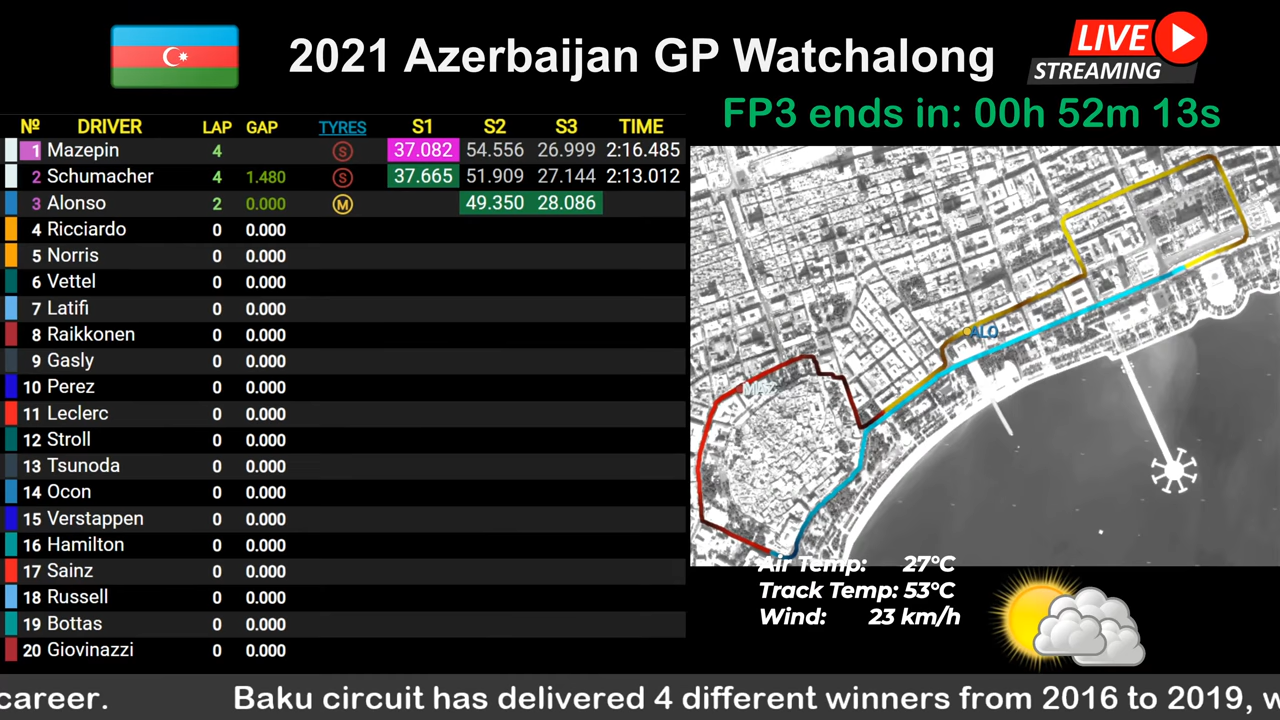 2021 Azerbaijan GP Watchalong
LIVE
STREAMING
FP3 ends in: 00h 52m 13s
Nº DRIVER LAP GAP TYRES S1 S2 S3 TIME
1 Mazepin 4 S 37.082 54.556 26.999 2:16.485
2 Schumacher 4 1.480 S 37.665 51.909 27.144 2:13.012
3 Alonso 2 0.000 M 49.350 28.086
4 Ricciardo 0 0.000
5 Norris 0 0.000
6 Vettel 0 0.000
7 Latifi 0 0.000
8 Raikkonen 0 0.000
9 Gasly 0 0.000
10 Perez 0 0.000
11 Leclerc 0 0.000
12 Stroll 0 0.000
13 Tsunoda 0 0.000
14 Ocon 0 0.000
15 Verstappen 0 0.000
16 Hamilton 0 0.000
17 Sainz 0 0.000
18 Russell 0 0.000
19 Bottas 0 0.000
20 Giovinazzi 0 0.000
ALO
Air Temp: 27°C
Track Temp: 53°C
Wind: 23 km/h
career. Baku circuit has delivered 4 different winners from 2016 to 2019, w